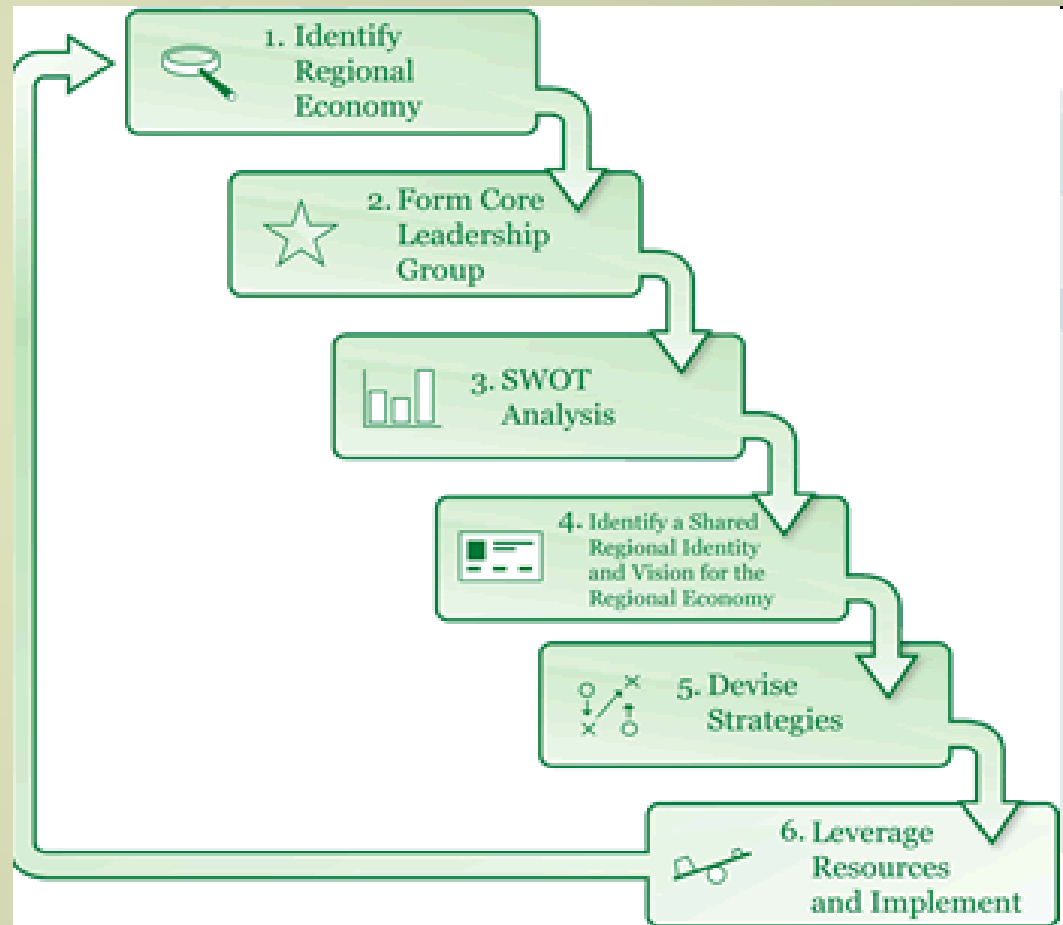 1. Identify
Regional
Economy
2. Form Core
Leadership
Group
3. SWOT
Analysis
4. Identify a Shared
Regional Identity
and Vision for the
Regional Economy
5. Devise
Strategies
6. Leverage
Resources
and Implement